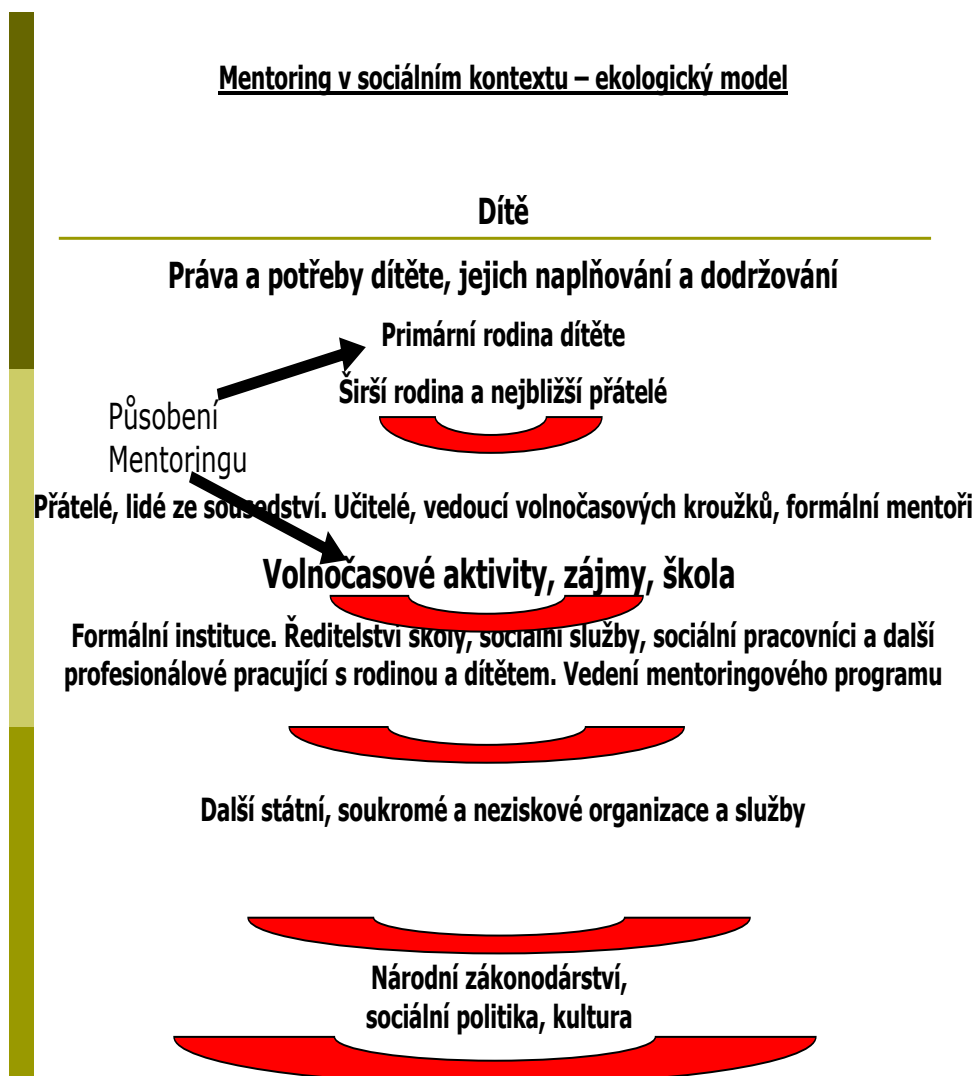 Mentoring v sociálním kontextu – ekologický model
Dítě
Práva a potřeby dítěte, jejich naplňování a dodržování
Primární rodina dítěte
Širší rodina a nejbližší přátelé
Působení
Mentoringu
Přátelé, lidé ze sousedství. Učitelé, vedoucí volnočasových kroužků, formální mentoři
Volnočasové aktivity, zájmy, škola
Formální instituce. Ředitelství školy, sociální služby, sociální pracovníci a další
profesionálové pracující s rodinou a dítětem. Vedení mentoringového programu
Další státní, soukromé a neziskové organizace a služby
Národní zákonodárství,
sociální politika, kultura